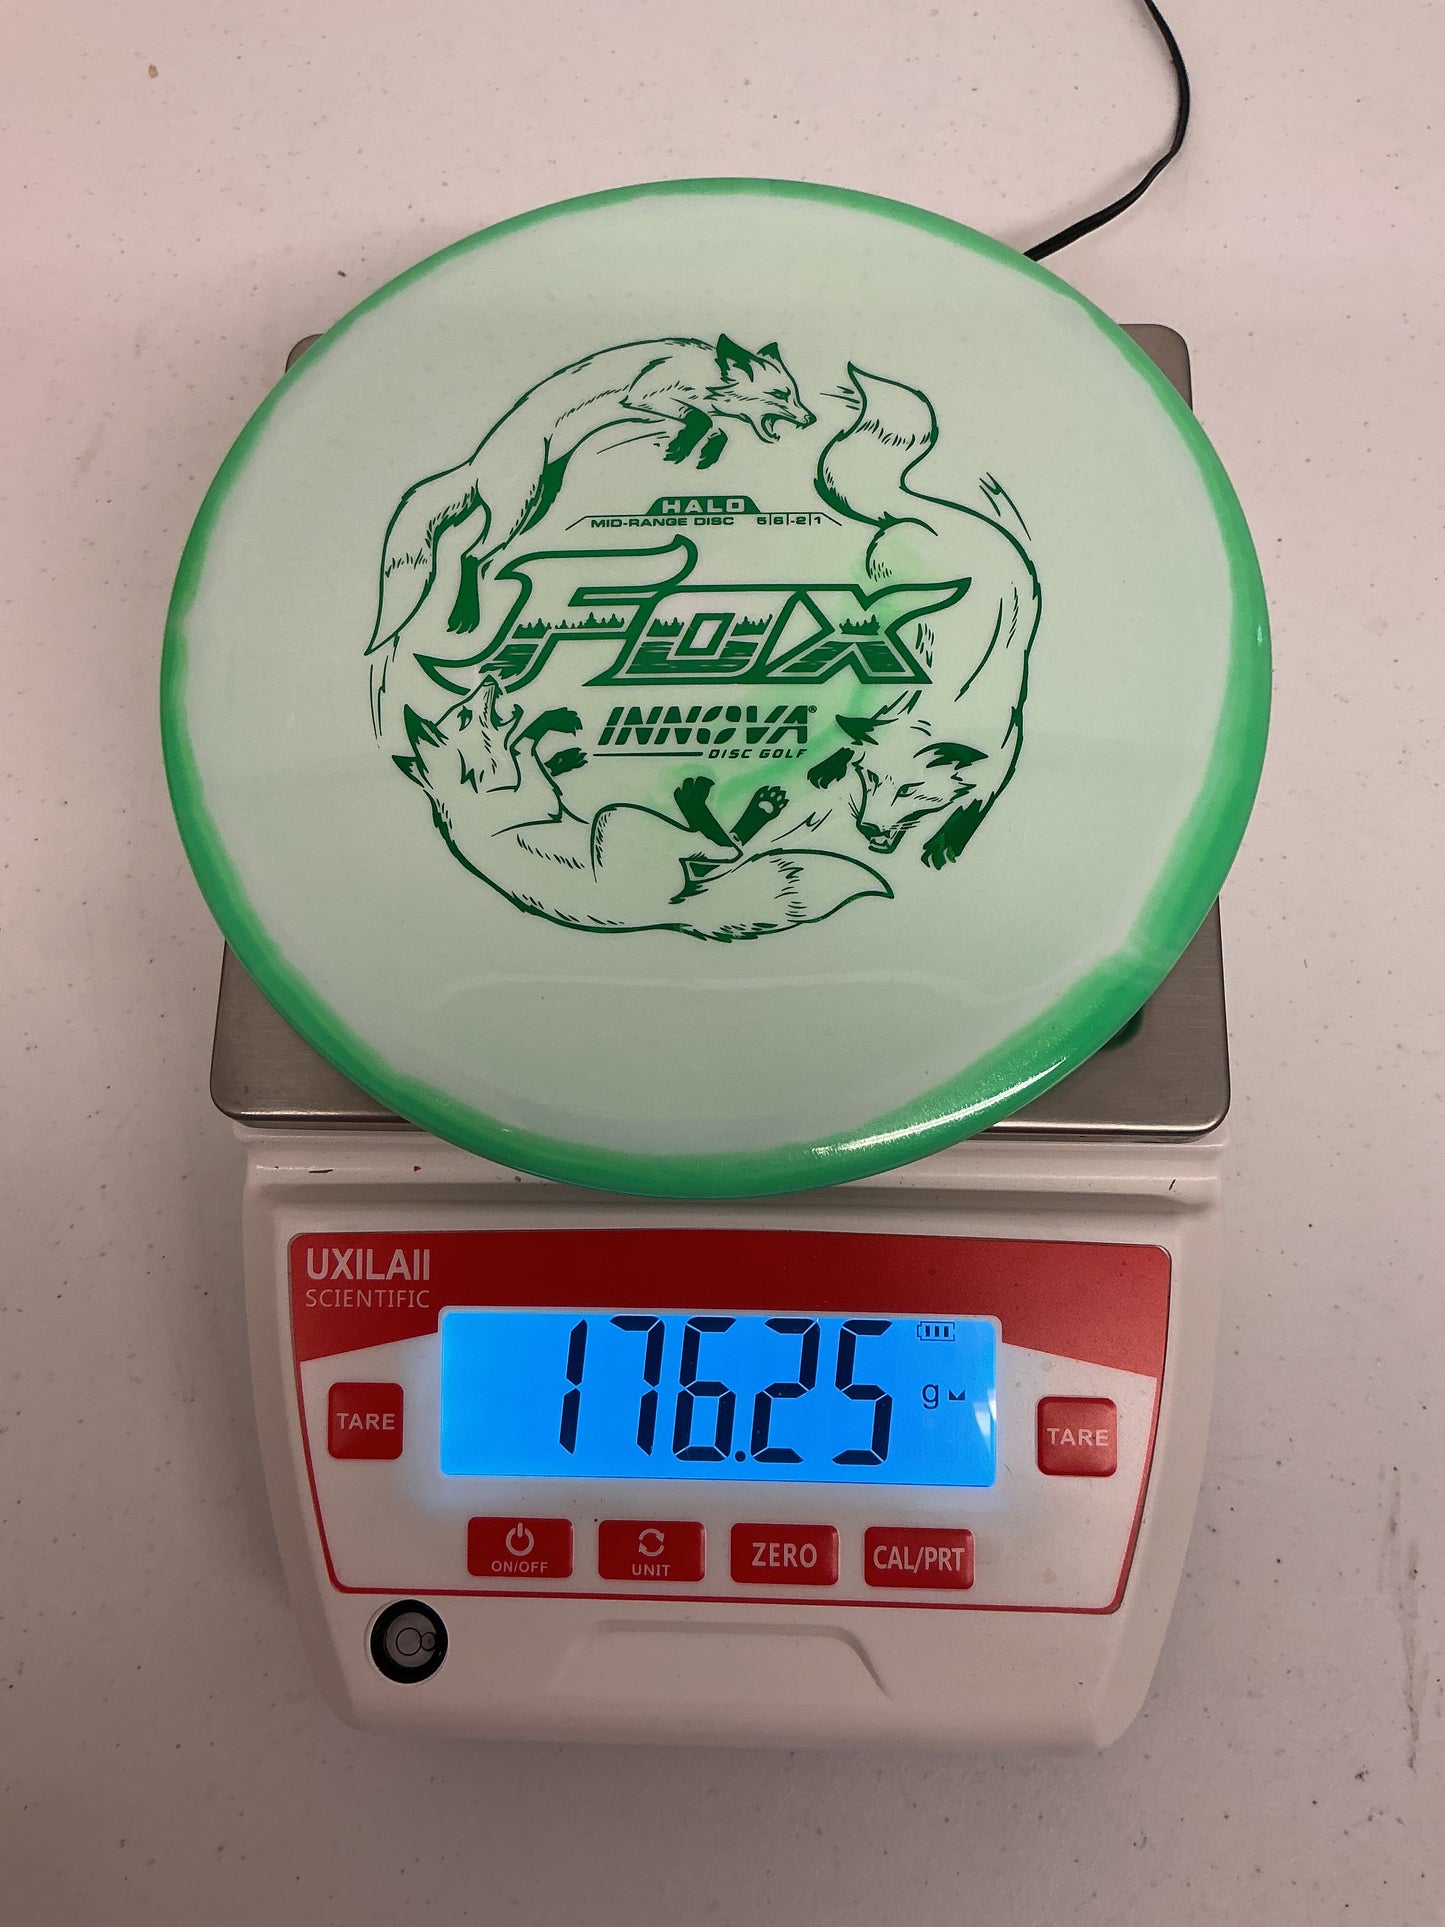 HALO
MID-RANGE DISC 5|6|-2|1
FOX
INNOVA®
DISC GOLF
UXILAII
SCIENTIFIC
176.25 g
TARE
TARE
ON/OFF
UNIT
ZERO
CAL/PRT